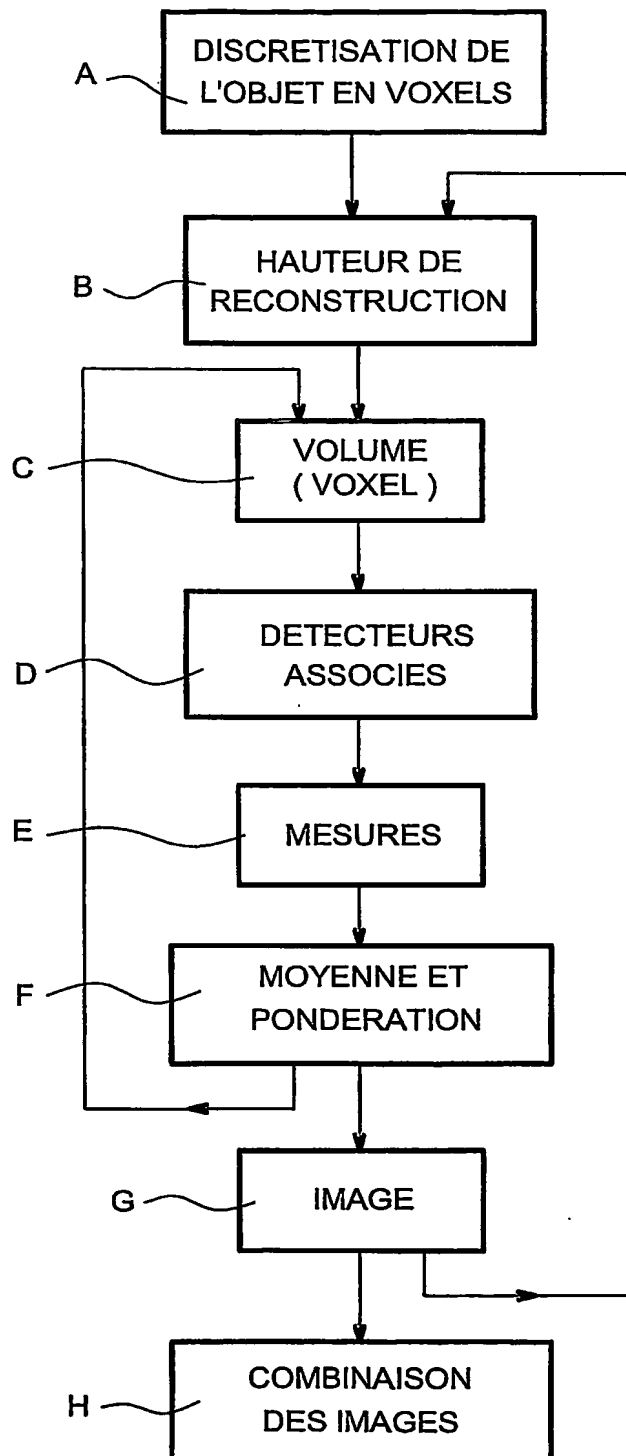 A
DISCRETISATION DE
L'OBJET EN VOXELS
B
HAUTEUR DE
RECONSTRUCTION
C
VOLUME
( VOXEL )
D
DETECTEURS
ASSOCIES
E
MESURES
F
MOYENNE ET
PONDERATION
G
IMAGE
H
COMBINAISON
DES IMAGES